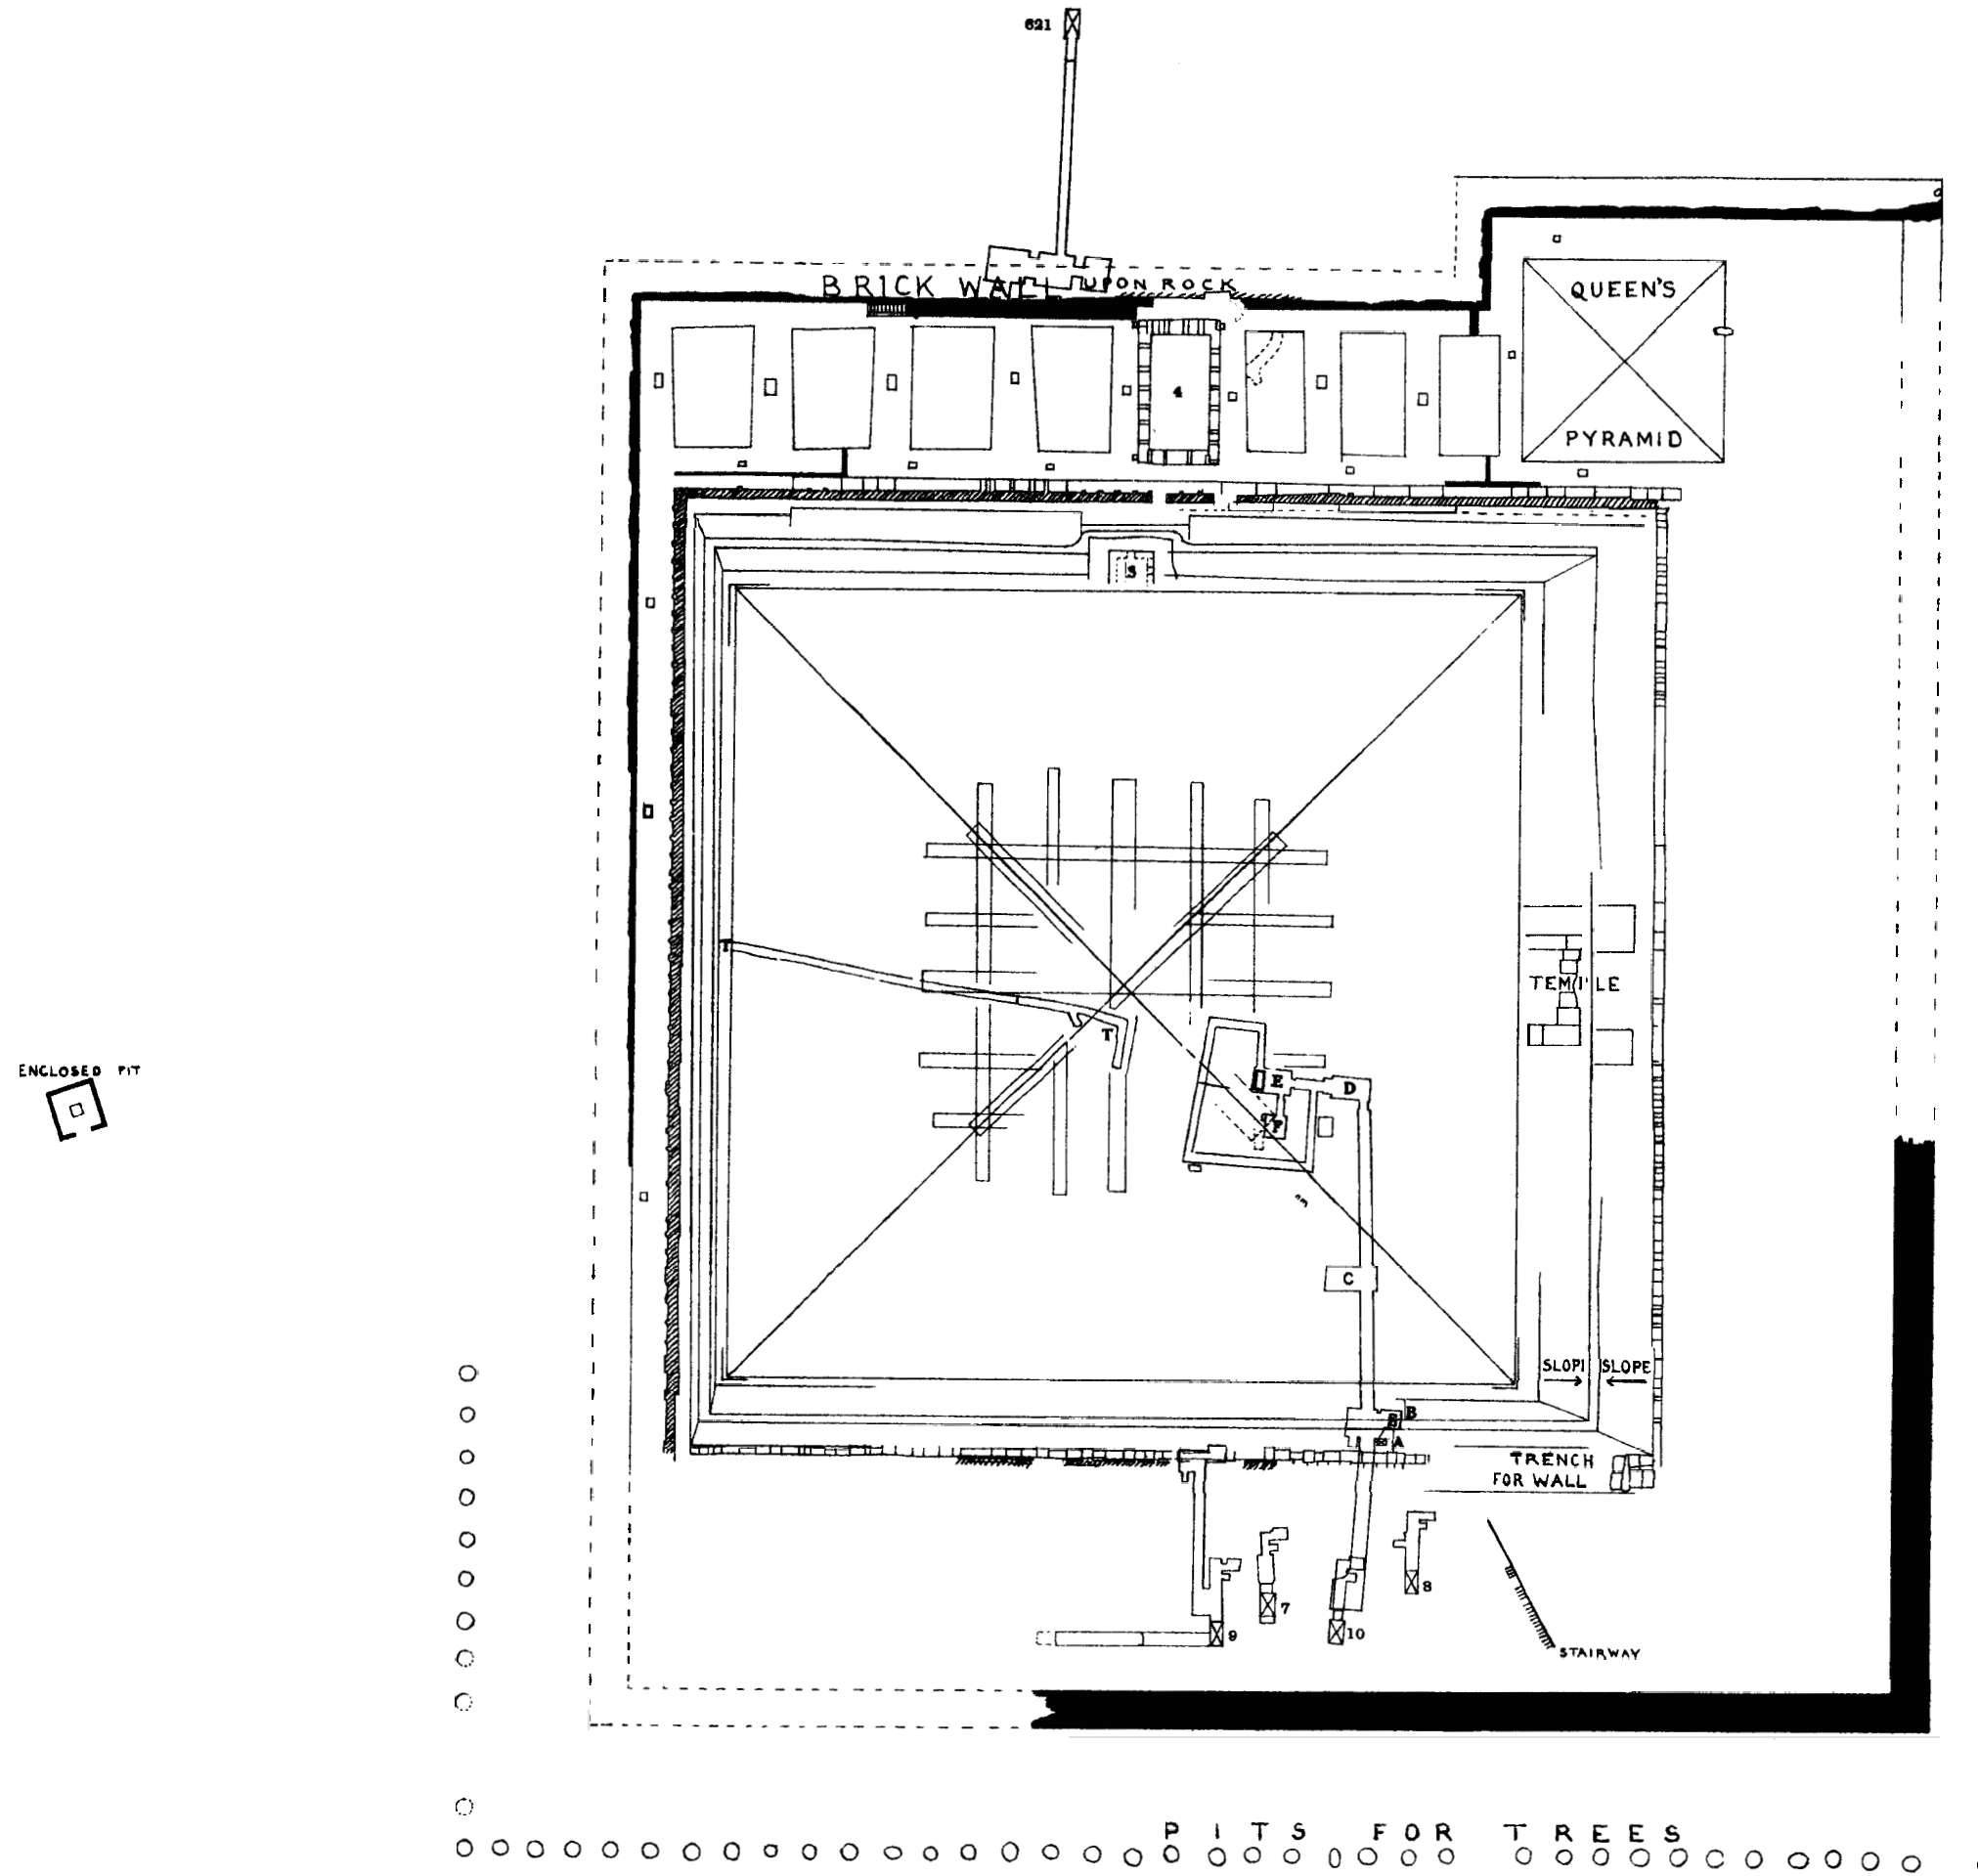 621
BRICK WALL UPON ROCK
QUEEN'S
PYRAMID
4
3
T
TEMPLE
T
ENCLOSED PIT
E
D
F
C
SLOPE
SLOPE
B
B
A
TRENCH
FOR WALL
8
7
9
10
STAIRWAY
PITS FOR TREES